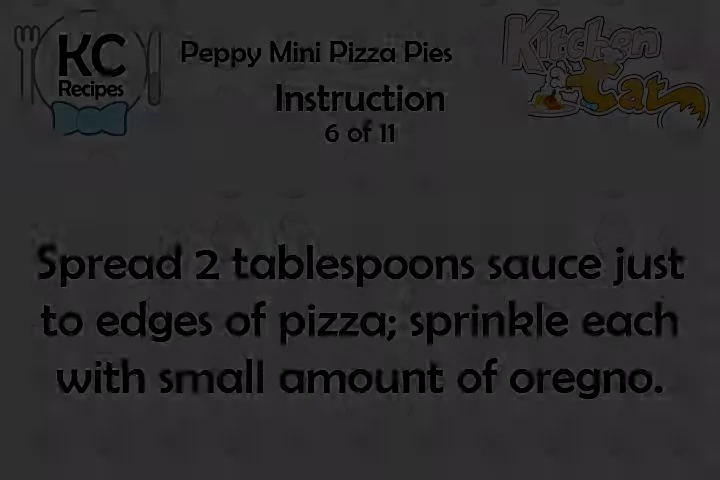 KC
Recipes
Peppy Mini Pizza Pies
Kitchen
Cat
Instruction
6 of 11
Spread 2 tablespoons sauce just
to edges of pizza; sprinkle each
with small amount of oregno.